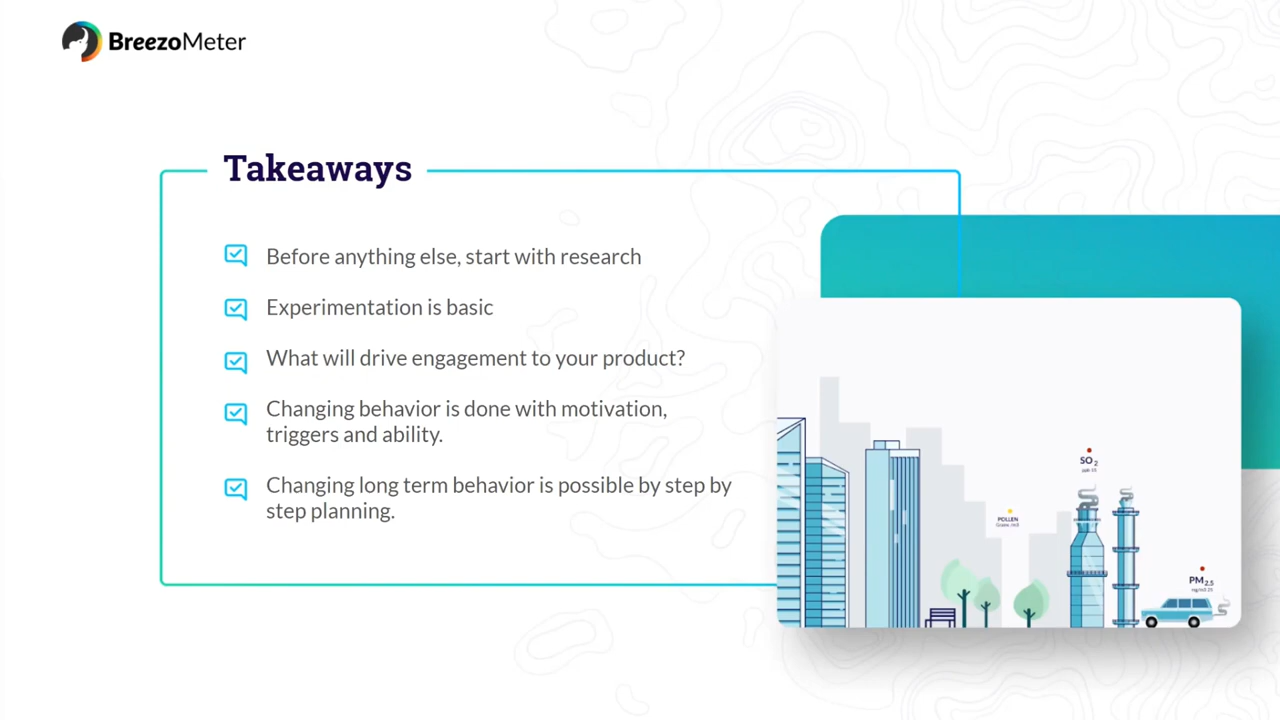 BreezoMeter
Takeaways
Before anything else, start with research
Experimentation is basic
What will drive engagement to your product?
Changing behavior is done with motivation,
triggers and ability.
Changing long term behavior is possible by step by
step planning.
SO2
ppb 15
POLLEN
PM2.5